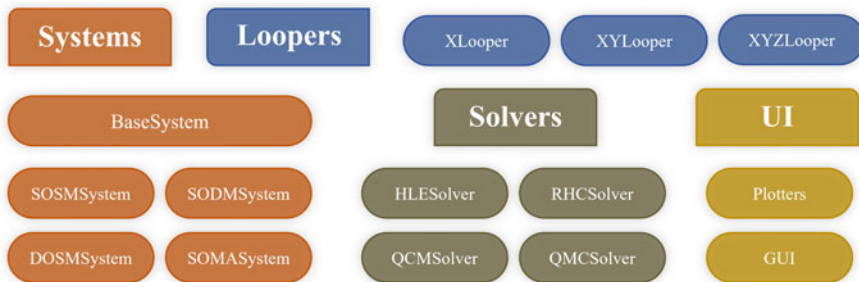 Systems
Loopers
XLooper
XYLooper
XYZLooper
BaseSystem
Solvers
UI
SOSMSystem
SODMSystem
HLESolver
RHCSolver
Plotters
DOSMSystem
SOMASystem
QCMSolver
QMCSolver
GUI